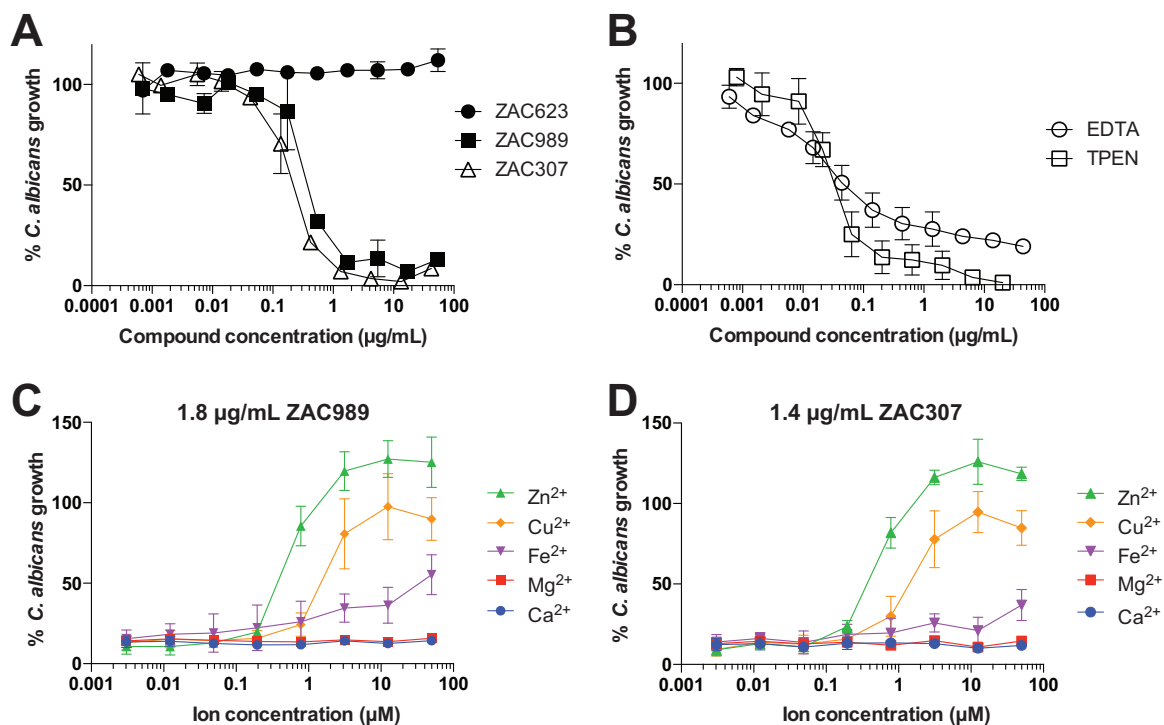 A
% C. albicans growth
100
50
0
0.0001 0.001 0.01 0.1 1 10 100
Compound concentration (µg/mL)
ZAC623
ZAC989
ZAC307
B
% C. albicans growth
100
50
0
0.0001 0.001 0.01 0.1 1 10 100
Compound concentration (µg/mL)
EDTA
TPEN
C
1.8 µg/mL ZAC989
% C. albicans growth
150
100
50
0
0.001 0.01 0.1 1 10 100
Ion concentration (µM)
Zn²⁺
Cu²⁺
Fe²⁺
Mg²⁺
Ca²⁺
D
1.4 µg/mL ZAC307
% C. albicans growth
150
100
50
0
0.001 0.01 0.1 1 10 100
Ion concentration (µM)
Zn²⁺
Cu²⁺
Fe²⁺
Mg²⁺
Ca²⁺